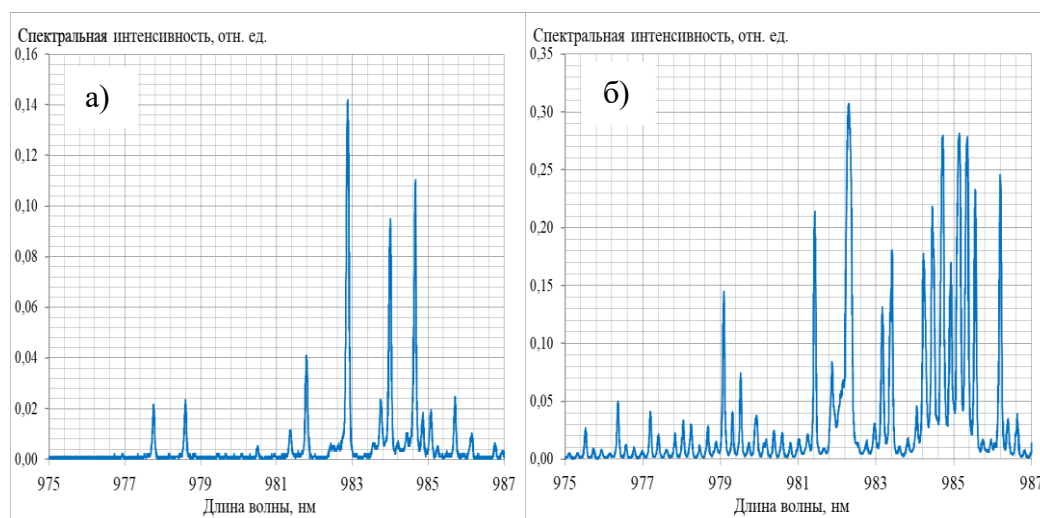 Спектральная интенсивность, отн. ед.
0,16
а)
0,14
0,12
0,10
0,08
0,06
0,04
0,02
0,00
975 977 979 981 983 985 987
Длина волны, нм
Спектральная интенсивность, отн. ед.
0,35
б)
0,30
0,25
0,20
0,15
0,10
0,05
0,00
975 977 979 981 983 985 987
Длина волны, нм